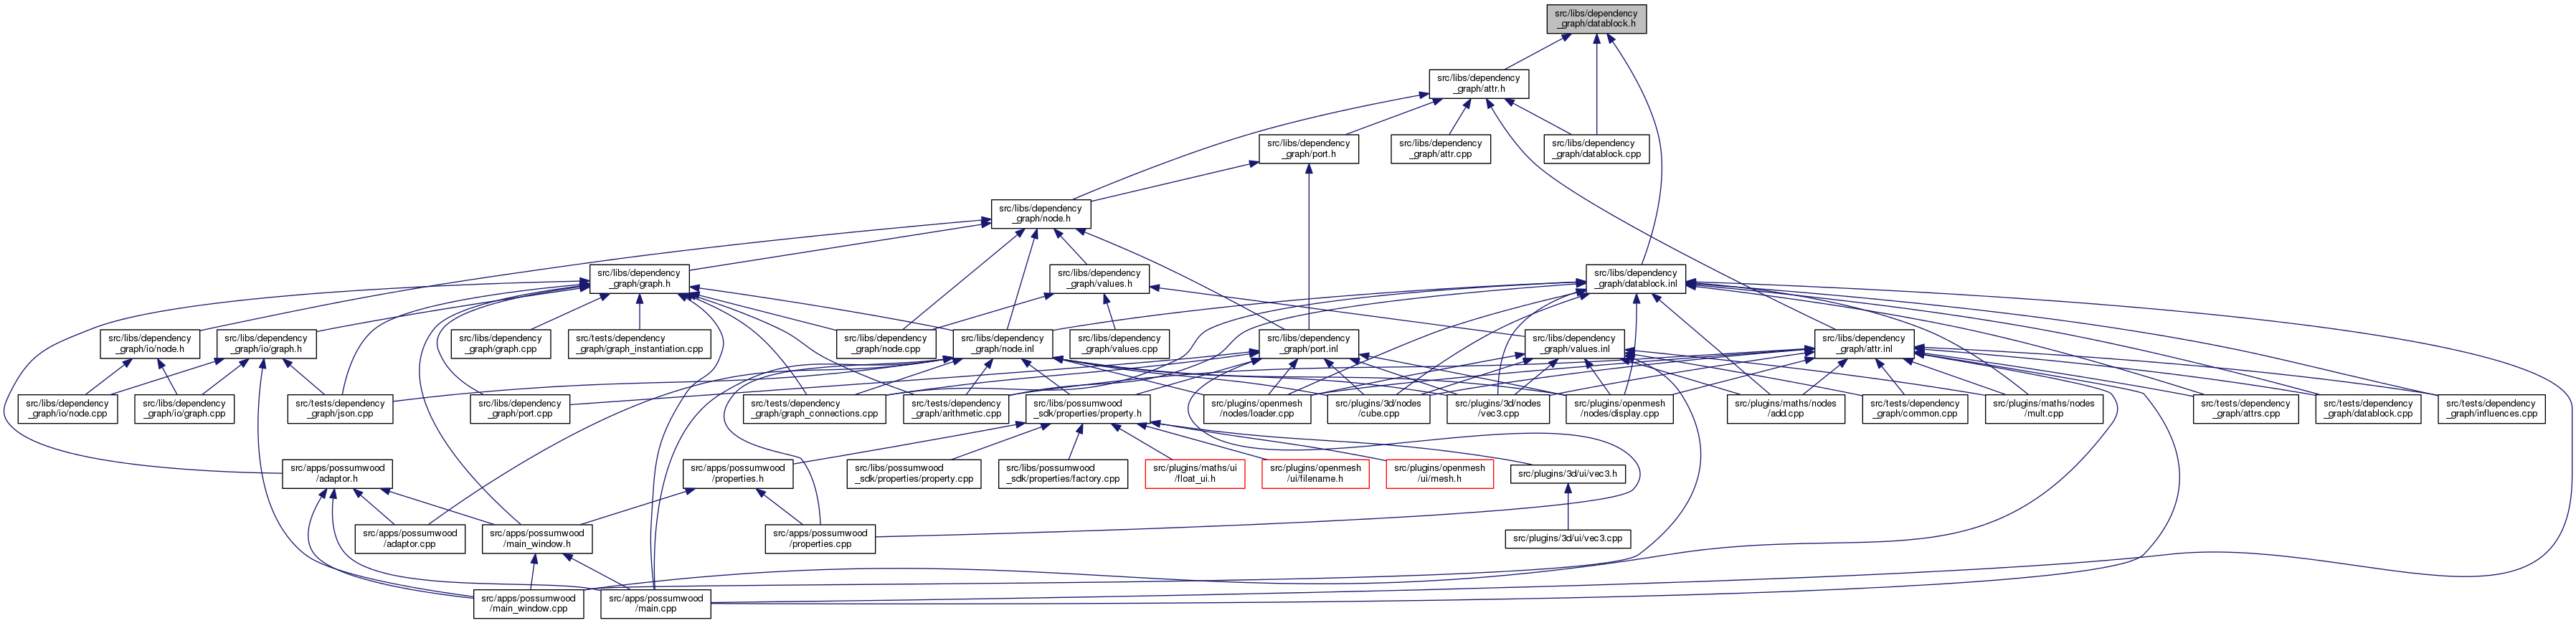 src/libs/dependency
_graph/datablock.h
src/libs/dependency
_graph/attr.h
src/libs/dependency
_graph/port.h
src/libs/dependency
_graph/attr.cpp
src/libs/dependency
_graph/datablock.cpp
src/libs/dependency
_graph/node.h
src/libs/dependency
_graph/graph.h
src/libs/dependency
_graph/values.h
src/libs/dependency
_graph/datablock.inl
src/libs/dependency
_graph/io/node.h
src/libs/dependency
_graph/io/graph.h
src/libs/dependency
_graph/graph.cpp
src/tests/dependency
_graph/graph_instantiation.cpp
src/libs/dependency
_graph/node.cpp
src/libs/dependency
_graph/node.inl
src/libs/dependency
_graph/values.cpp
src/libs/dependency
_graph/port.inl
src/libs/dependency
_graph/values.inl
src/libs/dependency
_graph/attr.inl
src/libs/dependency
_graph/io/node.cpp
src/libs/dependency
_graph/io/graph.cpp
src/tests/dependency
_graph/json.cpp
src/libs/dependency
_graph/port.cpp
src/tests/dependency
_graph/graph_connections.cpp
src/tests/dependency
_graph/arithmetic.cpp
src/libs/possumwood
_sdk/properties/property.h
src/plugins/openmesh
/nodes/loader.cpp
src/plugins/3d/nodes
/cube.cpp
src/plugins/3d/nodes
/vec3.cpp
src/plugins/openmesh
/nodes/display.cpp
src/plugins/maths/nodes
/add.cpp
src/tests/dependency
_graph/common.cpp
src/plugins/maths/nodes
/mult.cpp
src/tests/dependency
_graph/attrs.cpp
src/tests/dependency
_graph/datablock.cpp
src/tests/dependency
_graph/influences.cpp
src/apps/possumwood
/adaptor.h
src/apps/possumwood
/properties.h
src/libs/possumwood
_sdk/properties/property.cpp
src/libs/possumwood
_sdk/properties/factory.cpp
src/plugins/maths/ui
/float_ui.h
src/plugins/openmesh
/ui/filename.h
src/plugins/openmesh
/ui/mesh.h
src/plugins/3d/ui/vec3.h
src/apps/possumwood
/adaptor.cpp
src/apps/possumwood
/main_window.h
src/apps/possumwood
/properties.cpp
src/plugins/3d/ui/vec3.cpp
src/apps/possumwood
/main_window.cpp
src/apps/possumwood
/main.cpp